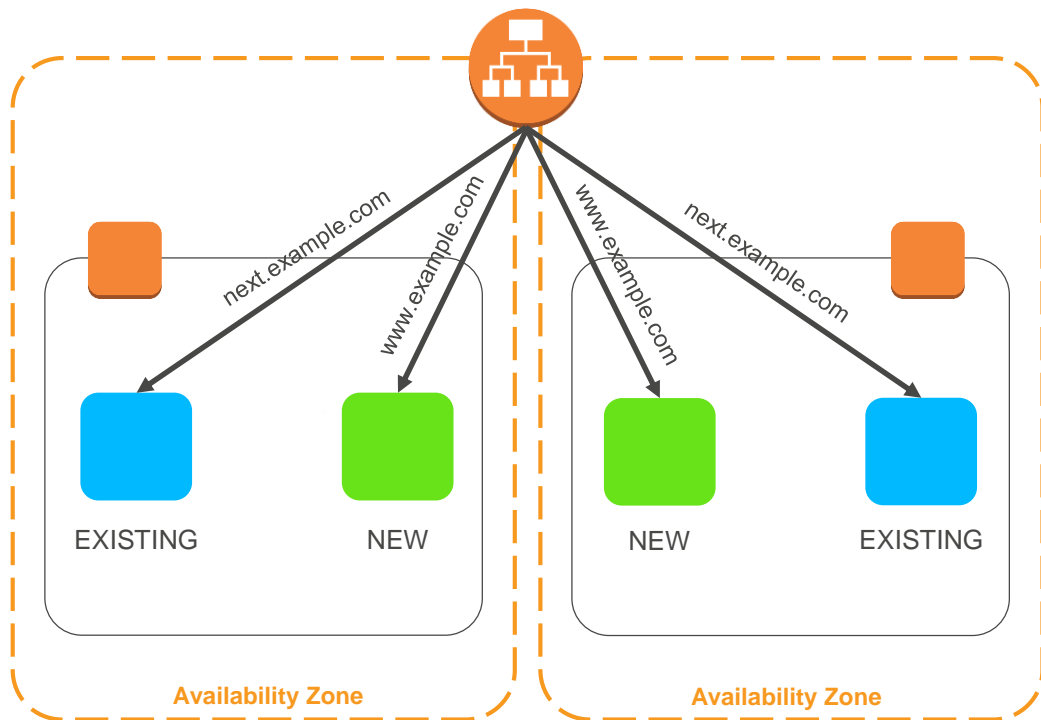 next.example.com
www.example.com
www.example.com
next.example.com
EXISTING
NEW
NEW
EXISTING
Availability Zone
Availability Zone